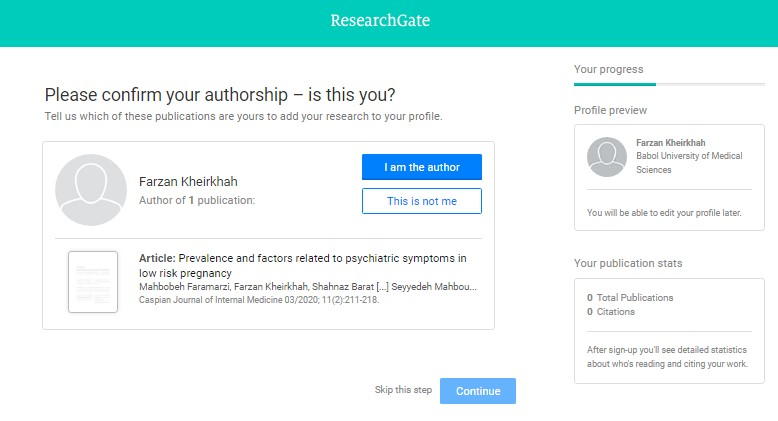 ResearchGate
Please confirm your authorship – is this you?
Tell us which of these publications are yours to add your research to your profile.
Farzan Kheirkhah
Author of 1 publication:
I am the author
This is not me
Article: Prevalence and factors related to psychiatric symptoms in
low risk pregnancy
Mahbobeh Faramarzi, Farzan Kheirkhah, Shahnaz Barat [...] Seyyedeh Mahbou...
Caspian Journal of Internal Medicine 03/2020; 11(2):211-218.
Skip this step
Continue
Your progress
Profile preview
Farzan Kheirkhah
Babol University of Medical
Sciences
You will be able to edit your profile later.
Your publication stats
0 Total Publications
0 Citations
After sign-up you'll see detailed statistics
about who's reading and citing your work.